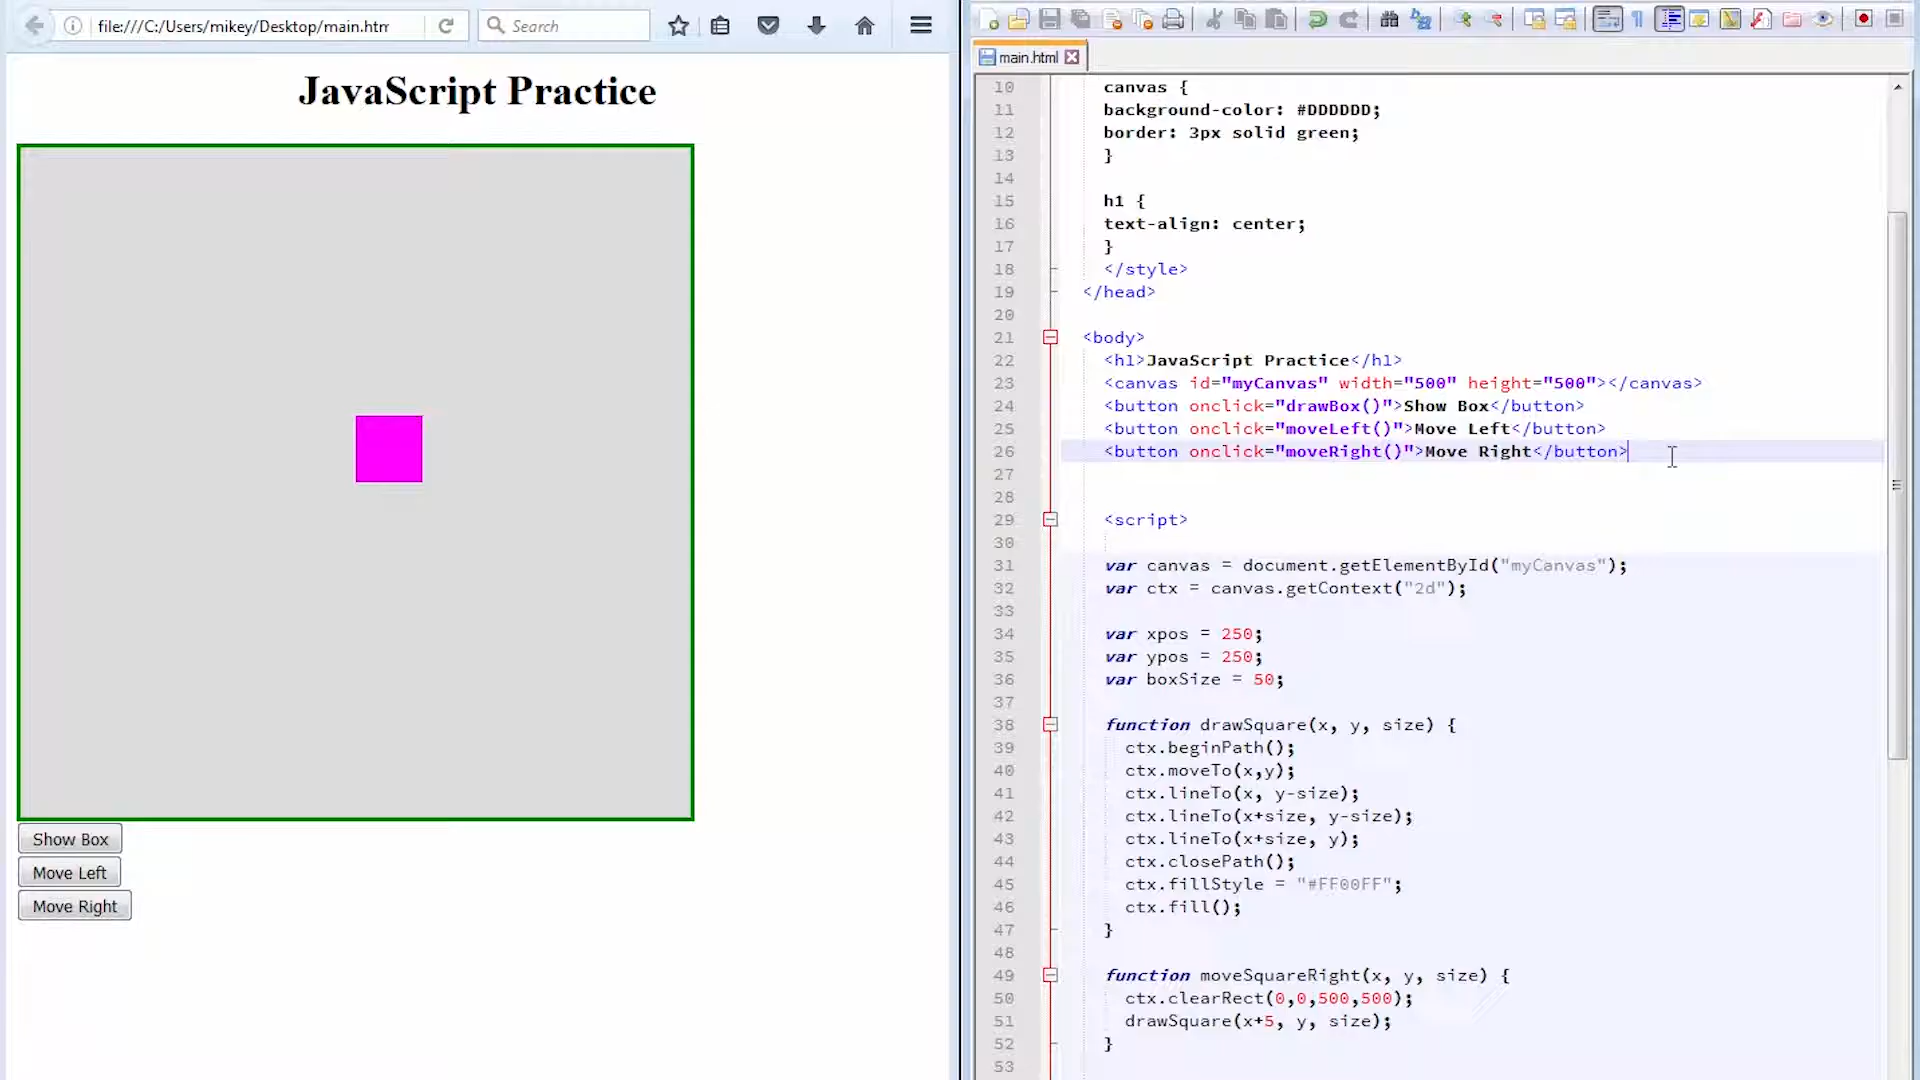 file:///C:/Users/mikey/Desktop/main.htm
Search
JavaScript Practice
Show Box
Move Left
Move Right
main.html
10 canvas {
11 background-color: #DDDDDD;
12 border: 3px solid green;
13 }
14
15 h1 {
16 text-align: center;
17 }
18 </style>
19 </head>
20
21 <body>
22 <h1>JavaScript Practice</h1>
23 <canvas id="myCanvas" width="500" height="500"></canvas>
24 <button onclick="drawBox()">Show Box</button>
25 <button onclick="moveLeft()">Move Left</button>
26 <button onclick="moveRight()">Move Right</button>
27
28
29 <script>
30
31 var canvas = document.getElementById("myCanvas");
32 var ctx = canvas.getContext("2d");
33
34 var xpos = 250;
35 var ypos = 250;
36 var boxSize = 50;
37
38 function drawSquare(x, y, size) {
39 ctx.beginPath();
40 ctx.moveTo(x,y);
41 ctx.lineTo(x, y-size);
42 ctx.lineTo(x+size, y-size);
43 ctx.lineTo(x+size, y);
44 ctx.closePath();
45 ctx.fillStyle = "#FF00FF";
46 ctx.fill();
47 }
48
49 function moveSquareRight(x, y, size) {
50 ctx.clearRect(0,0,500,500);
51 drawSquare(x+5, y, size);
52 }
53